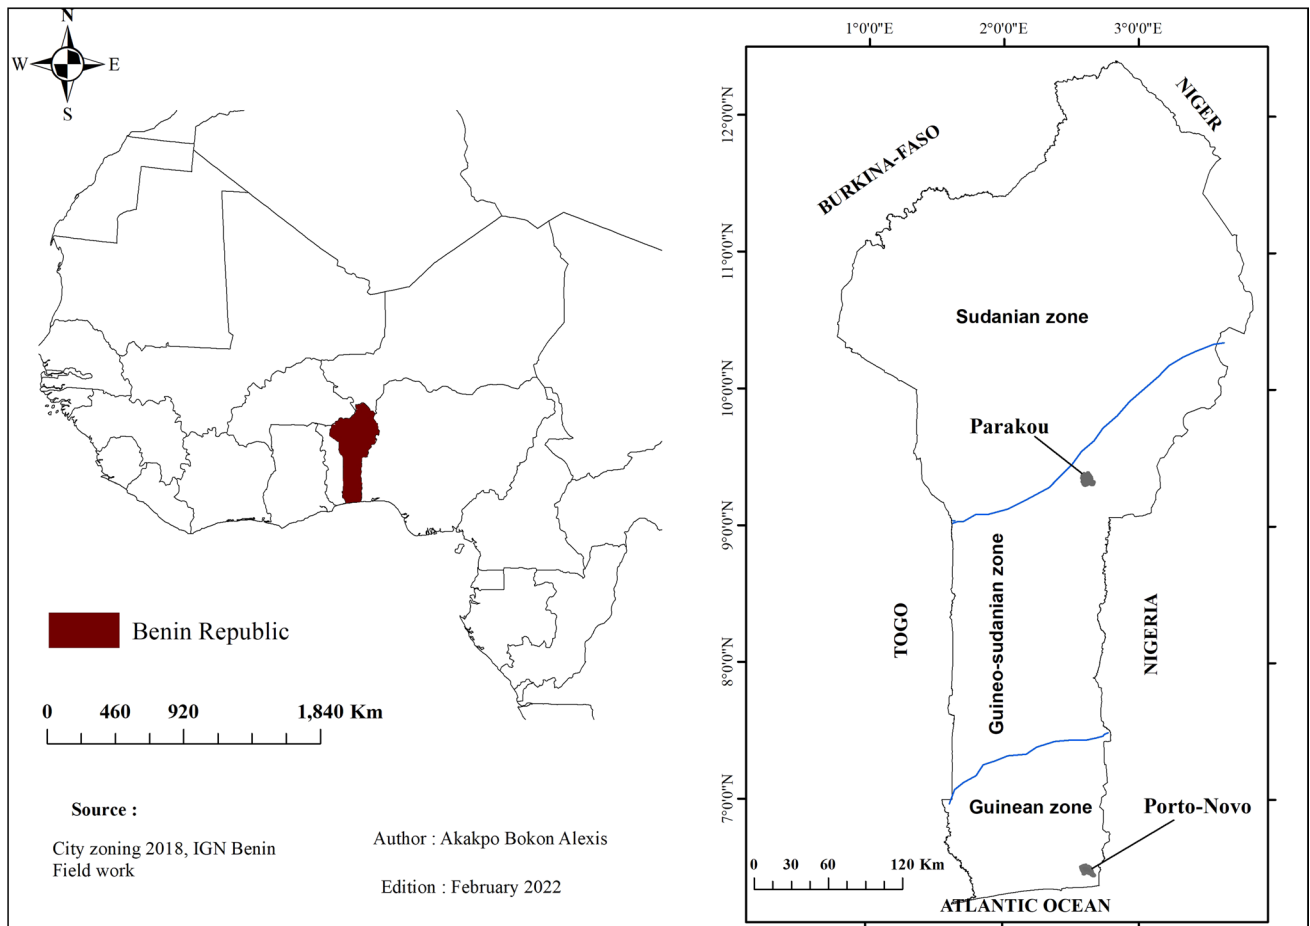 N
W
E
S
Benin Republic
0 460 920 1,840 Km
Source :
City zoning 2018, IGN Benin
Field work
Author : Akakpo Bokon Alexis
Edition : February 2022
1°0'0"E 2°0'0"E 3°0'0"E
12°0'0"N
11°0'0"N
10°0'0"N
9°0'0"N
8°0'0"N
7°0'0"N
NIGER
BURKINA-FASO
Sudanian zone
Parakou
Guineo-sudanian zone
TOGO
NIGERIA
Guinean zone
Porto-Novo
0 30 60 120 Km
ATLANTIC OCEAN